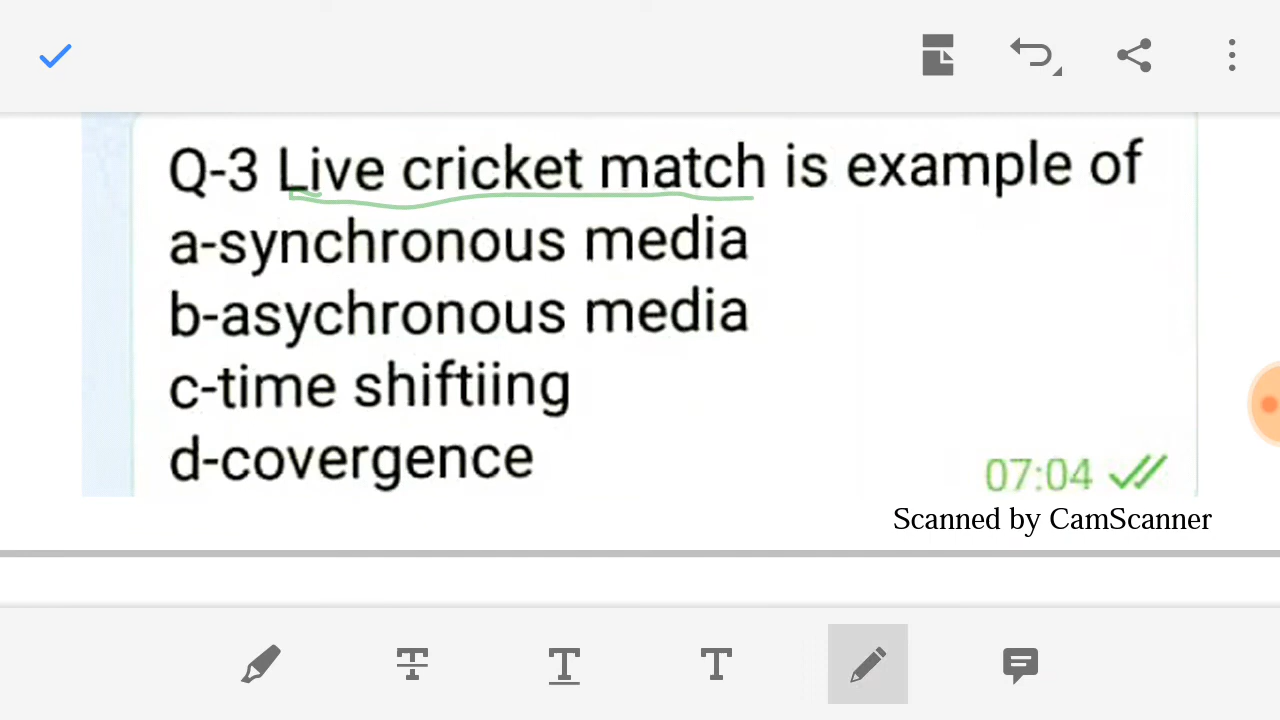 Q-3 Live cricket match is example of
a-synchronous media
b-asychronous media
c-time shiftiing
d-covergence
07:04
Scanned by CamScanner
T T T